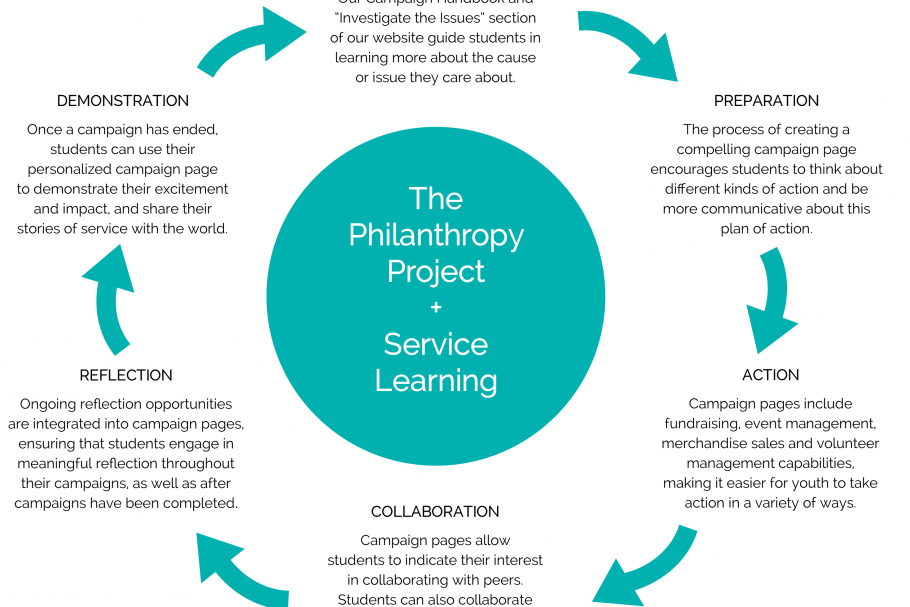 Our Campaign Handbook and
"Investigate the Issues" section
of our website guide students in
learning more about the cause
or issue they care about.
PREPARATION
The process of creating a
compelling campaign page
encourages students to think about
different kinds of action and be
more communicative about this
plan of action.
ACTION
Campaign pages include
fundraising, event management,
merchandise sales and volunteer
management capabilities,
making it easier for youth to take
action in a variety of ways.
COLLABORATION
Campaign pages allow
students to indicate their interest
in collaborating with peers.
Students can also collaborate
REFLECTION
Ongoing reflection opportunities
are integrated into campaign pages,
ensuring that students engage in
meaningful reflection throughout
their campaigns, as well as after
campaigns have been completed.
DEMONSTRATION
Once a campaign has ended,
students can use their
personalized campaign page
to demonstrate their excitement
and impact, and share their
stories of service with the world.
The
Philanthropy
Project
+
Service
Learning